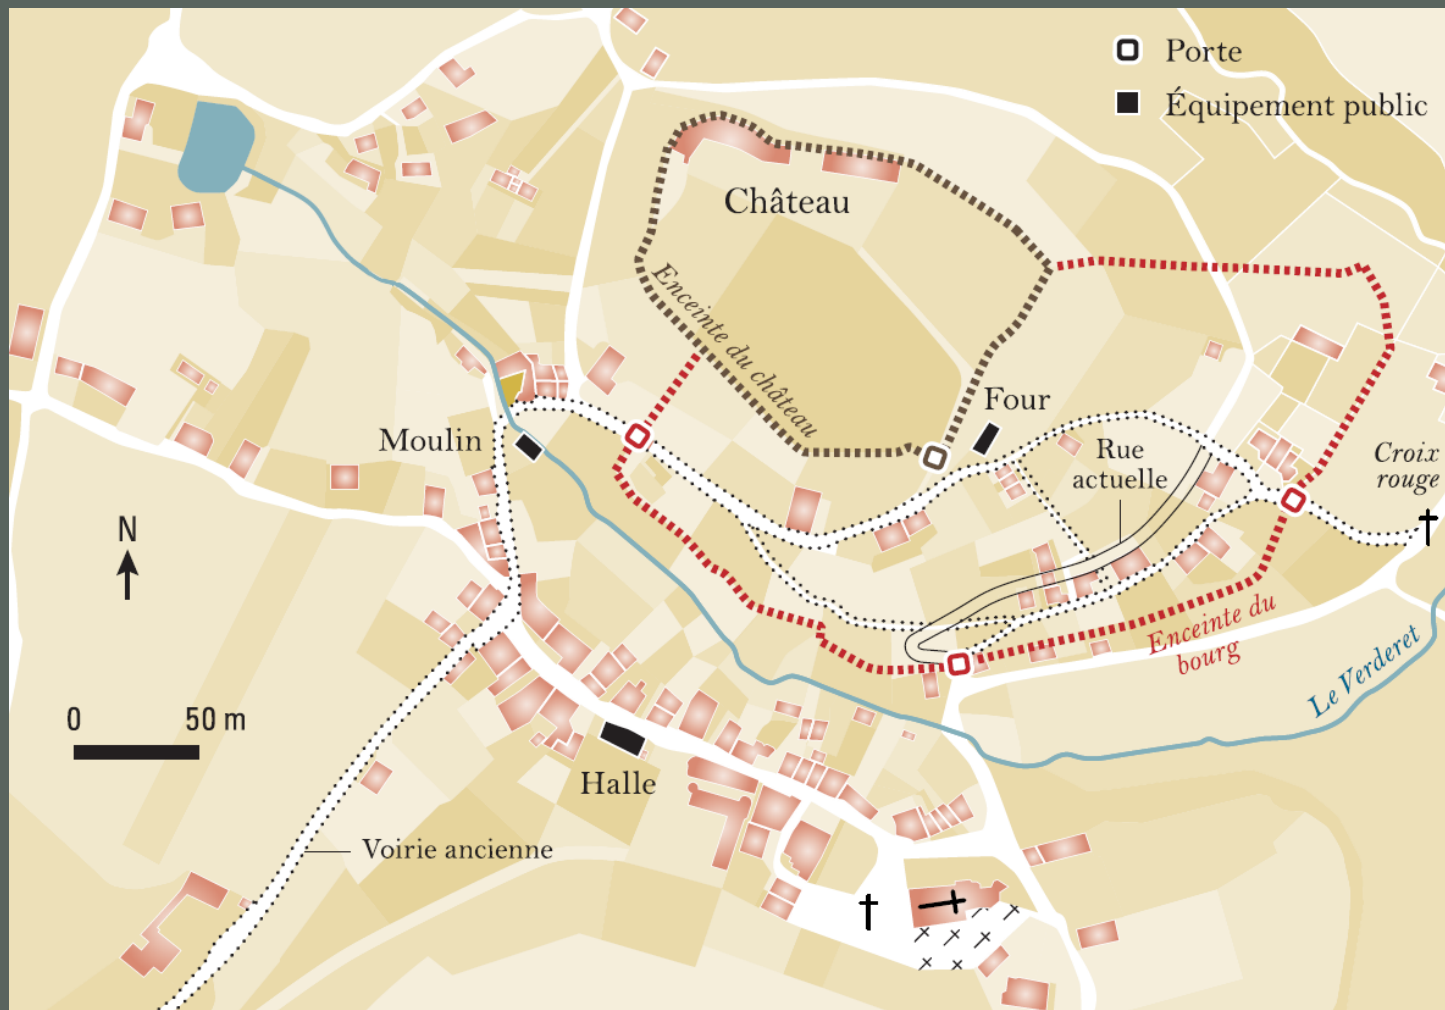 Porte
Équipement public
Château
Enceinte du château
Four
Moulin
Rue
actuelle
Croix
rouge
N
Enceinte du
bourg
Le Verderet
0 50 m
Halle
Voirie ancienne